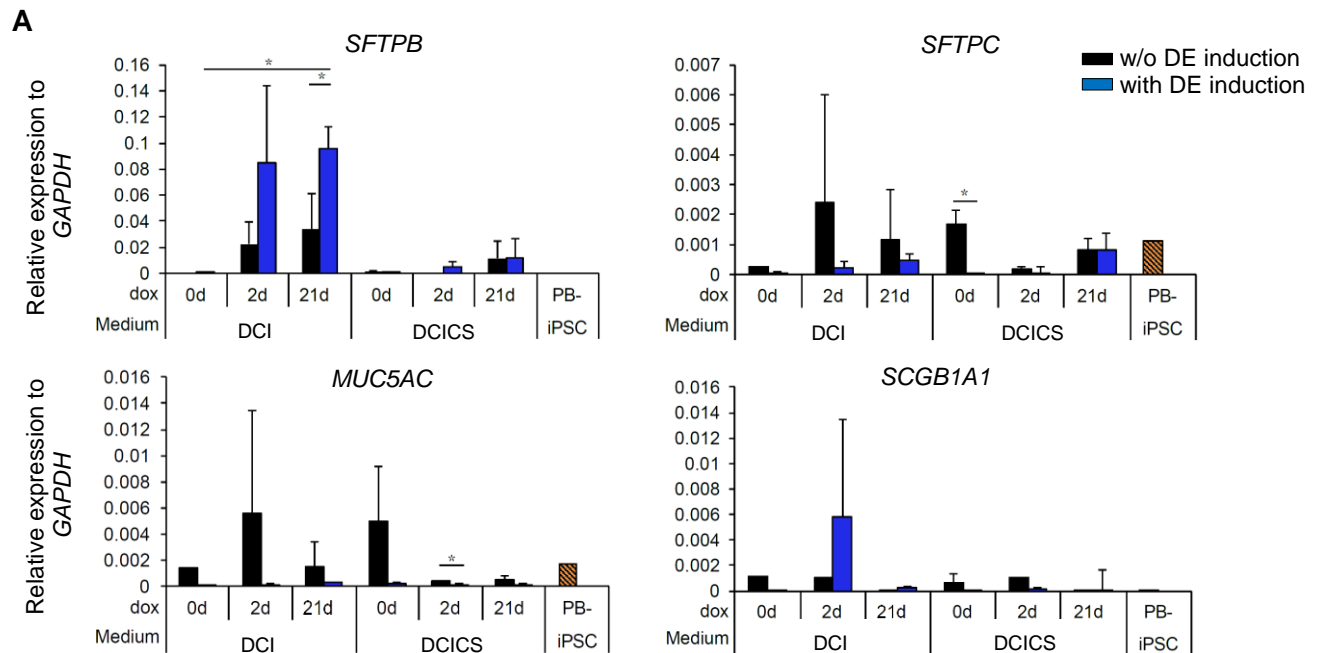 A
SFTPB
SFTPC
w/o DE induction
with DE induction
Relative expression to
GAPDH
0.16
0.14
0.12
0.1
0.08
0.06
0.04
0.02
0
*
*
dox 0d 2d 21d 0d 2d 21d PB-
Medium DCI DCICS iPSC
0.007
0.006
0.005
0.004
0.003
0.002
0.001
0
*
dox 0d 2d 21d 0d 2d 21d PB-
Medium DCI DCICS iPSC
MUC5AC
SCGB1A1
Relative expression to
GAPDH
0.016
0.014
0.012
0.01
0.008
0.006
0.004
0.002
0
*
dox 0d 2d 21d 0d 2d 21d PB-
Medium DCI DCICS iPSC
0.016
0.014
0.012
0.01
0.008
0.006
0.004
0.002
0
dox 0d 2d 21d 0d 2d 21d PB-
Medium DCI DCICS iPSC